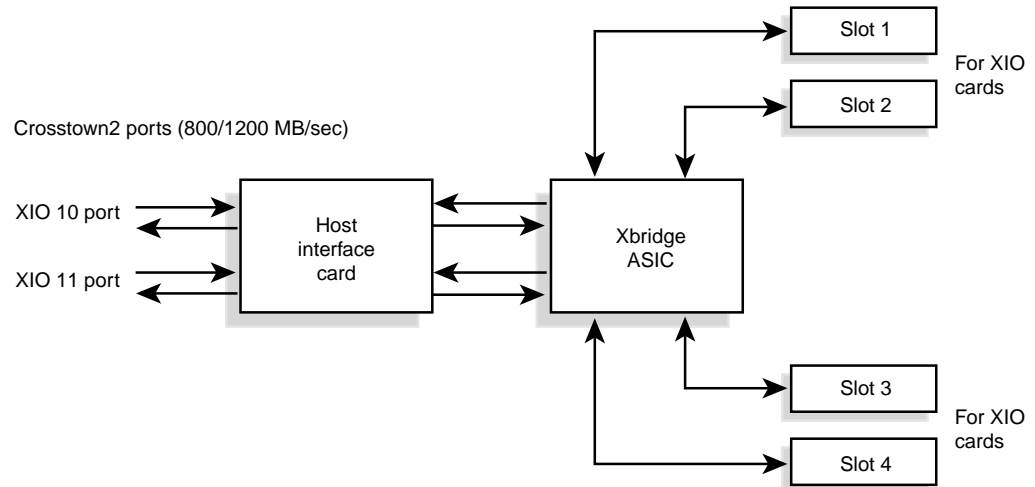 Slot 1
For XIO
cards
Slot 2
Crosstown2 ports (800/1200 MB/sec)
XIO 10 port
Host
interface
card
Xbridge
ASIC
XIO 11 port
Slot 3
For XIO
cards
Slot 4